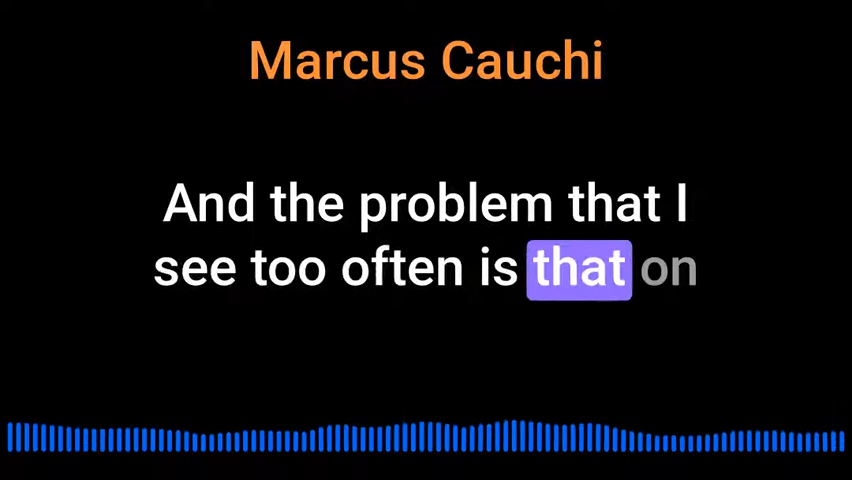 Marcus Cauchi
And the problem that I
see too often is that on